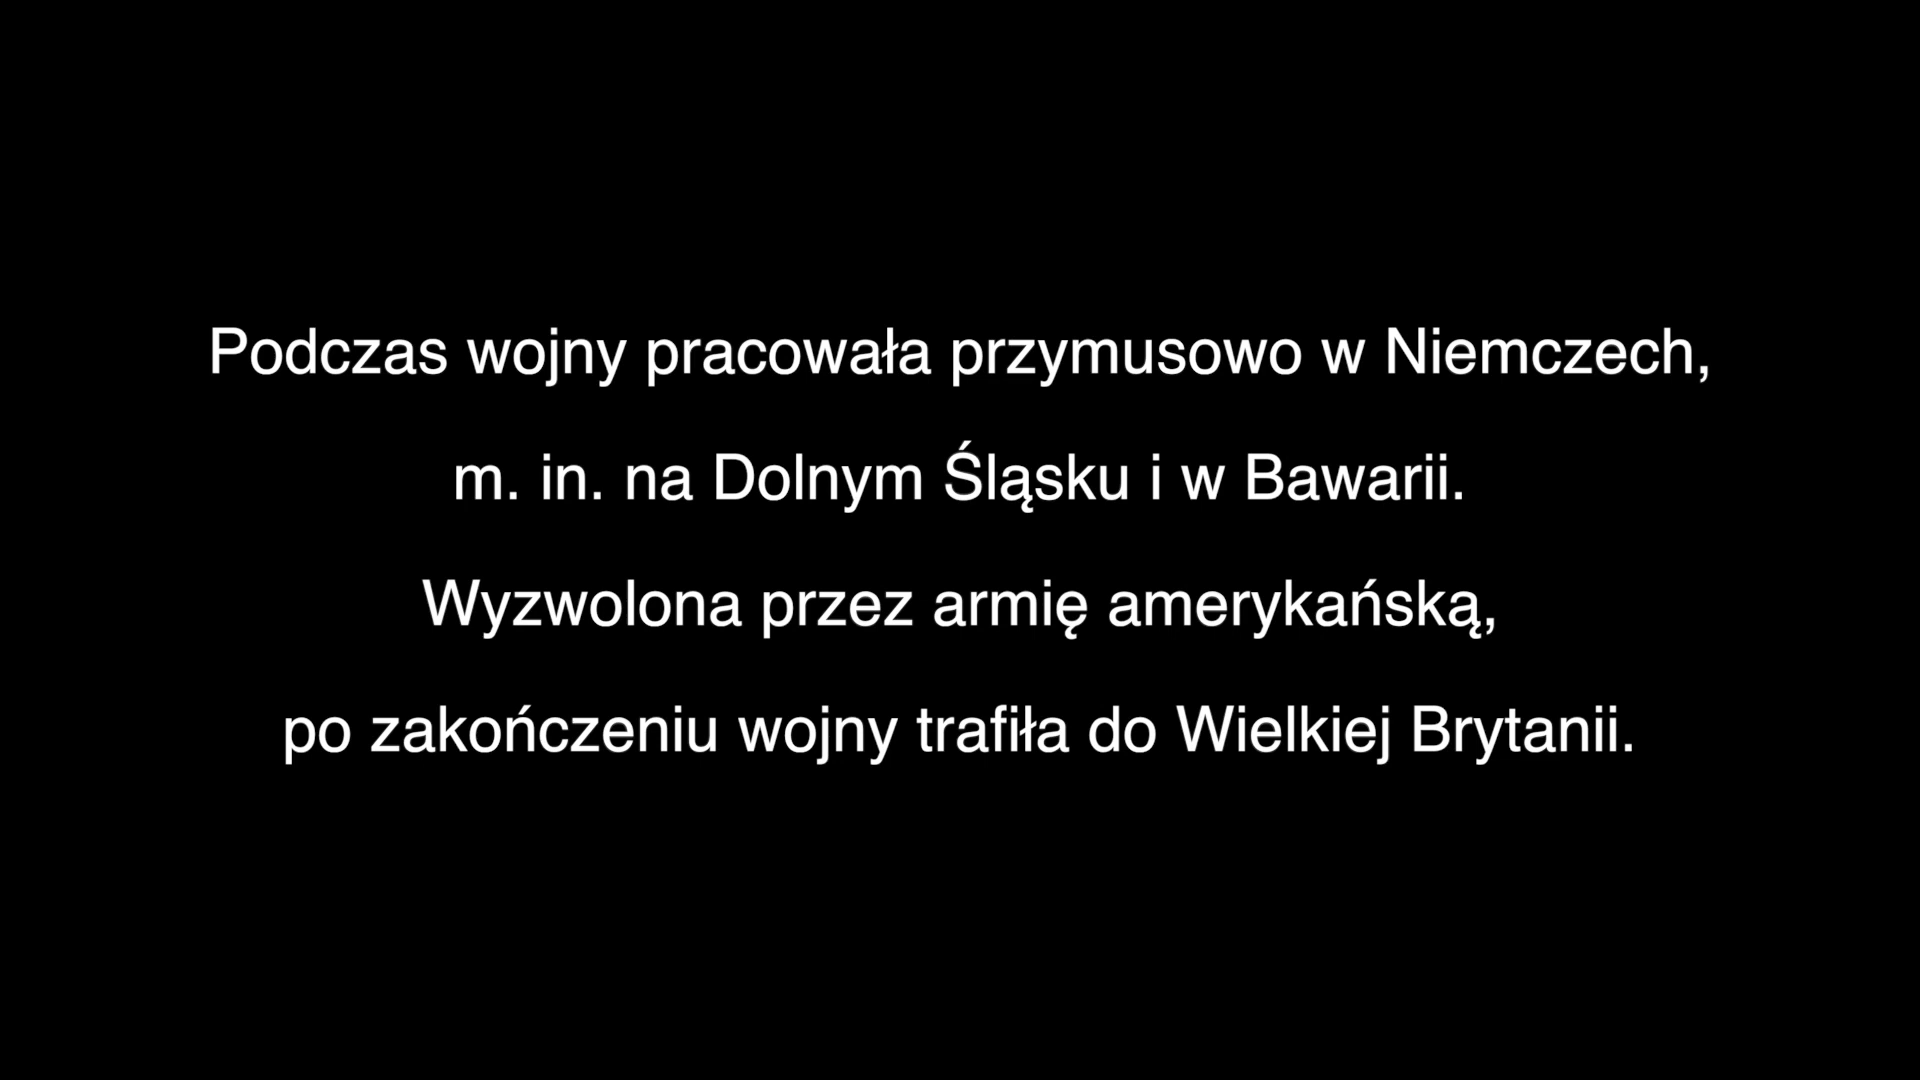 Podczas wojny pracowała przymusowo w Niemczech,
m. in. na Dolnym Śląsku i w Bawarii.
Wyzwolona przez armię amerykańską,
po zakończeniu wojny trafiła do Wielkiej Brytanii.